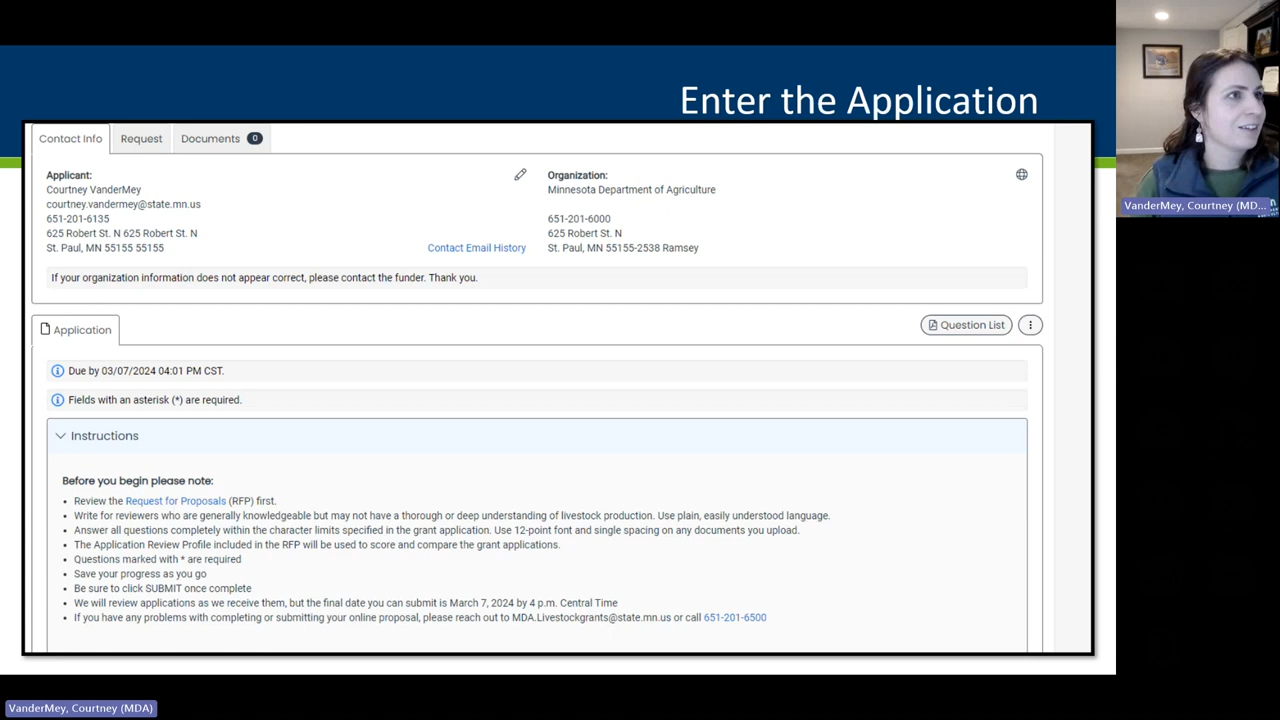 Enter the Application
Contact Info
Request
Documents 0
Applicant:
Courtney VanderMey
courtney.vandermey@state.mn.us
651-201-6135
625 Robert St. N 625 Robert St. N
St. Paul, MN 55155 55155
Contact Email History
Organization:
Minnesota Department of Agriculture
651-201-6000
625 Robert St. N
St. Paul, MN 55155-2538 Ramsey
If your organization information does not appear correct, please contact the funder. Thank you.
Application
Question List
Due by 03/07/2024 04:01 PM CST.
Fields with an asterisk (*) are required.
Instructions
Before you begin please note:
• Review the Request for Proposals (RFP) first.
• Write for reviewers who are generally knowledgeable but may not have a thorough or deep understanding of livestock production. Use plain, easily understood language.
• Answer all questions completely within the character limits specified in the grant application. Use 12-point font and single spacing on any documents you upload.
• The Application Review Profile included in the RFP will be used to score and compare the grant applications.
• Questions marked with * are required
• Save your progress as you go
• Be sure to click SUBMIT once complete
• We will review applications as we receive them, but the final date you can submit is March 7, 2024 by 4 p.m. Central Time
• If you have any problems with completing or submitting your online proposal, please reach out to MDA.Livestockgrants@state.mn.us or call 651-201-6500
VanderMey, Courtney (MD...
VanderMey, Courtney (MDA)